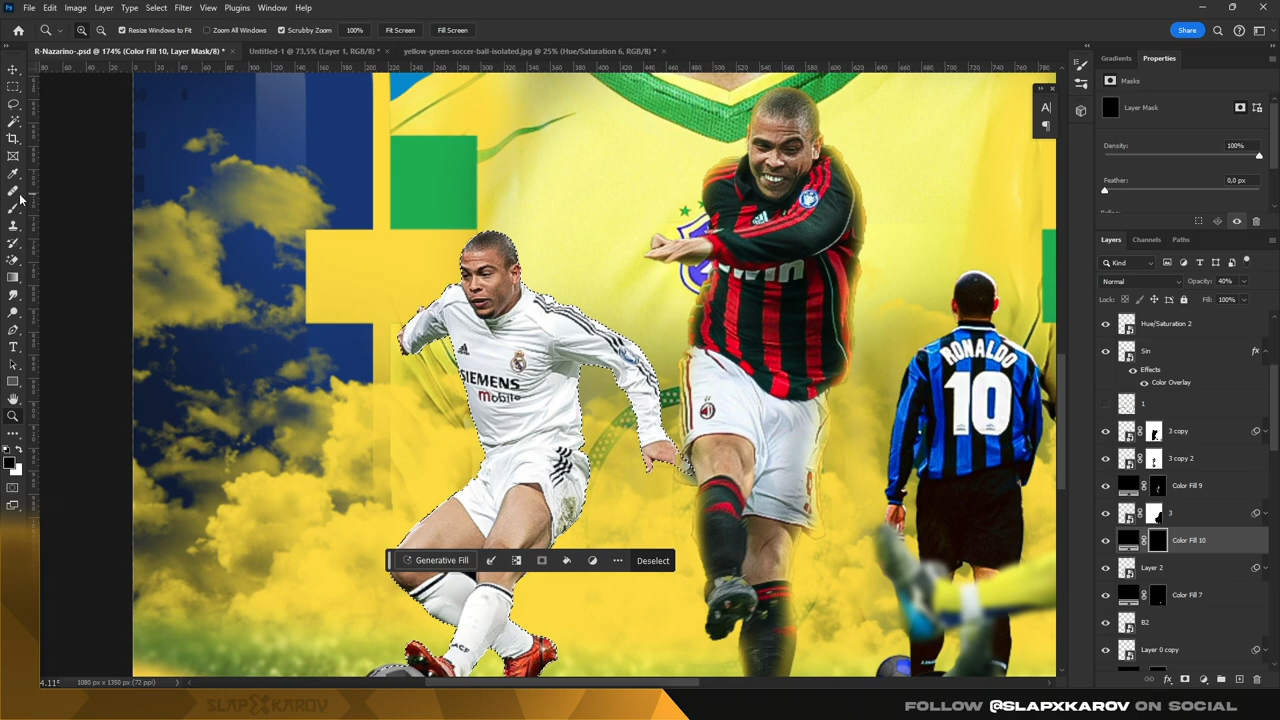 Ps File Edit Image Layer Type Select Filter View Plugins Window Help
Resize Windows to Fit Zoom All Windows Scrubby Zoom 100% Fit Screen Fill Screen Share
R-Nazarino-.psd @ 174% (Color Fill 10, Layer Mask/8) * × Untitled-1 @ 73,5% (Layer 1, RGB/8) * × yellow-green-soccer-ball-isolated.jpg @ 25% (Hue/Saturation 6, RGB/8) * ×
Gradients Properties
Masks
Layer Mask
Density: 100%
Feather: 0,0 px
Layers Channels Paths
Kind
Normal Opacity: 40%
Lock: Fill: 100%
Hue/Saturation 2
Sin fx
Effects
Color Overlay
1
3 copy
3 copy 2
Color Fill 9
3
Color Fill 10
Layer 2
Color Fill 7
B2
Layer 0 copy
SIEMENS
mobile
RONALDO
10
Generative Fill Deselect
1080 px x 1350 px (72 ppi)
SLAPXKAROV
FOLLOW @SLAPXKAROV ON SOCIAL